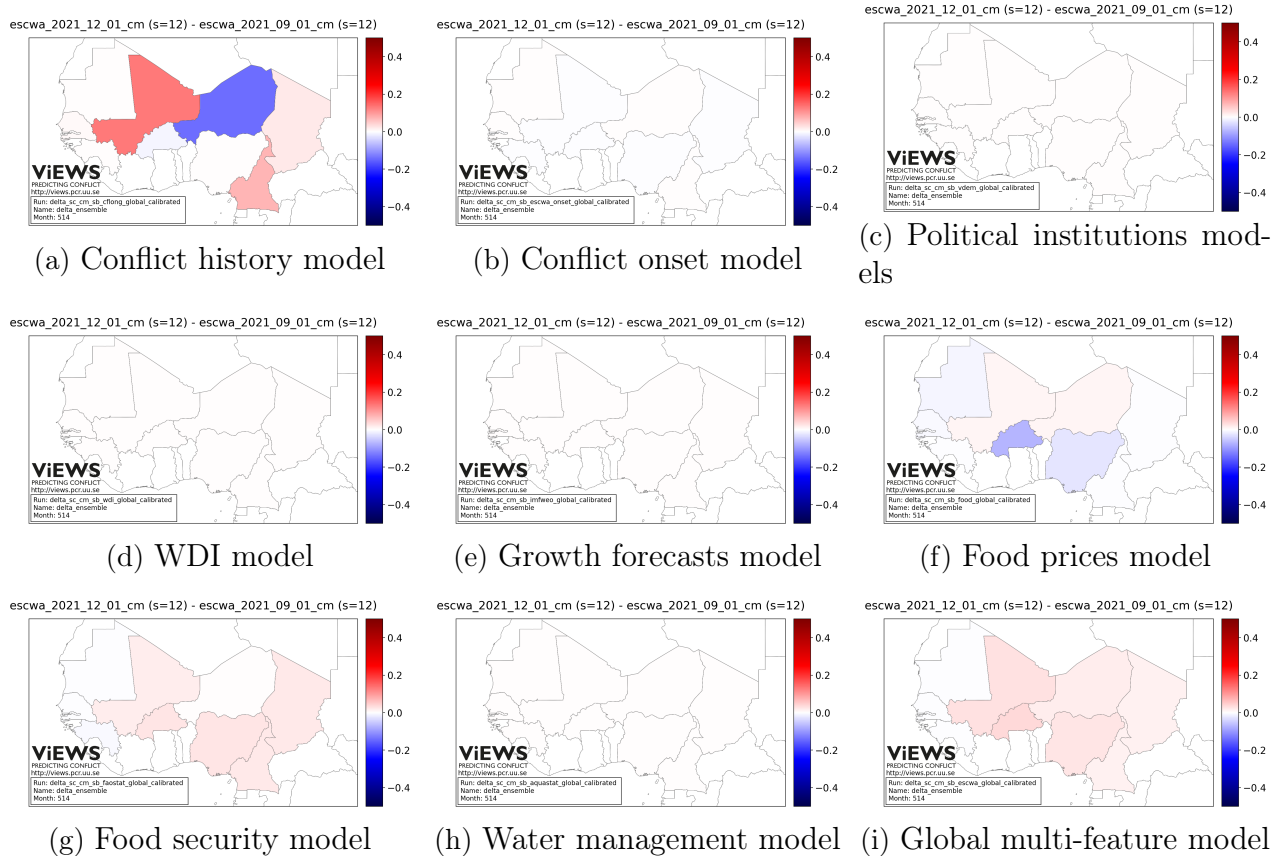 escwa_2021_12_01_cm (s=12) - escwa_2021_09_01_cm (s=12)
0.4
0.2
0.0
−0.2
−0.4
ViEWS
PREDICTING CONFLICT
http://views.pcr.uu.se
Run: delta_sc_cm_sb_cflong_global_calibrated
Name: delta_ensemble
Month: 514
(a) Conflict history model
escwa_2021_12_01_cm (s=12) - escwa_2021_09_01_cm (s=12)
0.4
0.2
0.0
−0.2
−0.4
ViEWS
PREDICTING CONFLICT
http://views.pcr.uu.se
Run: delta_sc_cm_sb_escwa_onset_global_calibrated
Name: delta_ensemble
Month: 514
(b) Conflict onset model
escwa_2021_12_01_cm (s=12) - escwa_2021_09_01_cm (s=12)
0.4
0.2
0.0
−0.2
−0.4
ViEWS
PREDICTING CONFLICT
http://views.pcr.uu.se
Run: delta_sc_cm_sb_vdem_global_calibrated
Name: delta_ensemble
Month: 514
(c) Political institutions mod-
els
escwa_2021_12_01_cm (s=12) - escwa_2021_09_01_cm (s=12)
0.4
0.2
0.0
−0.2
−0.4
ViEWS
PREDICTING CONFLICT
http://views.pcr.uu.se
Run: delta_sc_cm_sb_wdi_global_calibrated
Name: delta_ensemble
Month: 514
(d) WDI model
escwa_2021_12_01_cm (s=12) - escwa_2021_09_01_cm (s=12)
0.4
0.2
0.0
−0.2
−0.4
ViEWS
PREDICTING CONFLICT
http://views.pcr.uu.se
Run: delta_sc_cm_sb_imfweo_global_calibrated
Name: delta_ensemble
Month: 514
(e) Growth forecasts model
escwa_2021_12_01_cm (s=12) - escwa_2021_09_01_cm (s=12)
0.4
0.2
0.0
−0.2
−0.4
ViEWS
PREDICTING CONFLICT
http://views.pcr.uu.se
Run: delta_sc_cm_sb_food_global_calibrated
Name: delta_ensemble
Month: 514
(f) Food prices model
escwa_2021_12_01_cm (s=12) - escwa_2021_09_01_cm (s=12)
0.4
0.2
0.0
−0.2
−0.4
ViEWS
PREDICTING CONFLICT
http://views.pcr.uu.se
Run: delta_sc_cm_sb_faostat_global_calibrated
Name: delta_ensemble
Month: 514
(g) Food security model
escwa_2021_12_01_cm (s=12) - escwa_2021_09_01_cm (s=12)
0.4
0.2
0.0
−0.2
−0.4
ViEWS
PREDICTING CONFLICT
http://views.pcr.uu.se
Run: delta_sc_cm_sb_aquastat_global_calibrated
Name: delta_ensemble
Month: 514
(h) Water management model
escwa_2021_12_01_cm (s=12) - escwa_2021_09_01_cm (s=12)
0.4
0.2
0.0
−0.2
−0.4
ViEWS
PREDICTING CONFLICT
http://views.pcr.uu.se
Run: delta_sc_cm_sb_escwa_global_calibrated
Name: delta_ensemble
Month: 514
(i) Global multi-feature model